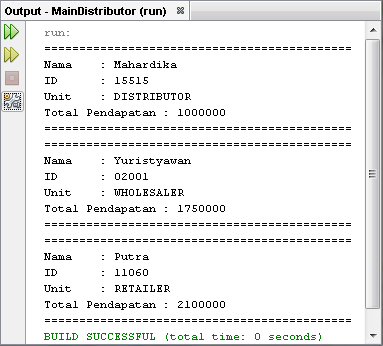 Output - MainDistributor (run)
run:
============================================
Nama    : Mahardika
ID      : 15515
Unit    : DISTRIBUTOR
Total Pendapatan : 1000000
============================================
============================================
Nama    : Yuristyawan
ID      : 02001
Unit    : WHOLESALER
Total Pendapatan : 1750000
============================================
============================================
Nama    : Putra
ID      : 11060
Unit    : RETAILER
Total Pendapatan : 2100000
============================================
BUILD SUCCESSFUL (total time: 0 seconds)